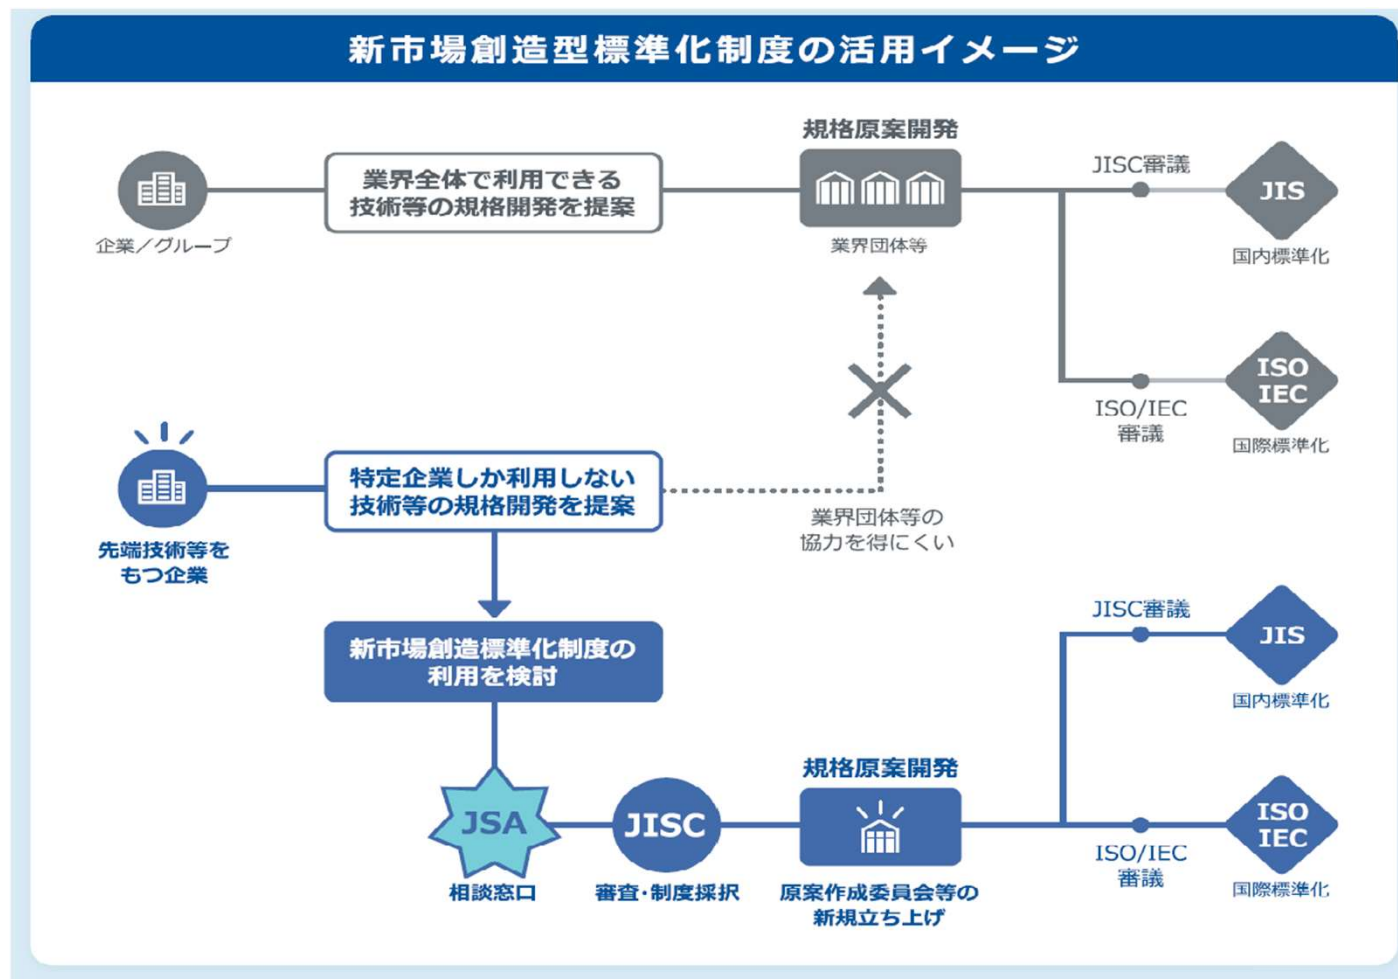 新市場創造型標準化制度の活用イメージ
企業／グループ
業界全体で利用できる
技術等の規格開発を提案
規格原案開発
業界団体等
JISC審議
JIS
国内標準化
ISO/IEC
審議
ISO
IEC
国際標準化
先端技術等を
もつ企業
特定企業しか利用しない
技術等の規格開発を提案
業界団体等の
協力を得にくい
新市場創造標準化制度の
利用を検討
JSA
相談窓口
JISC
審査・制度採択
規格原案開発
原案作成委員会等の
新規立ち上げ
JISC審議
JIS
国内標準化
ISO/IEC
審議
ISO
IEC
国際標準化